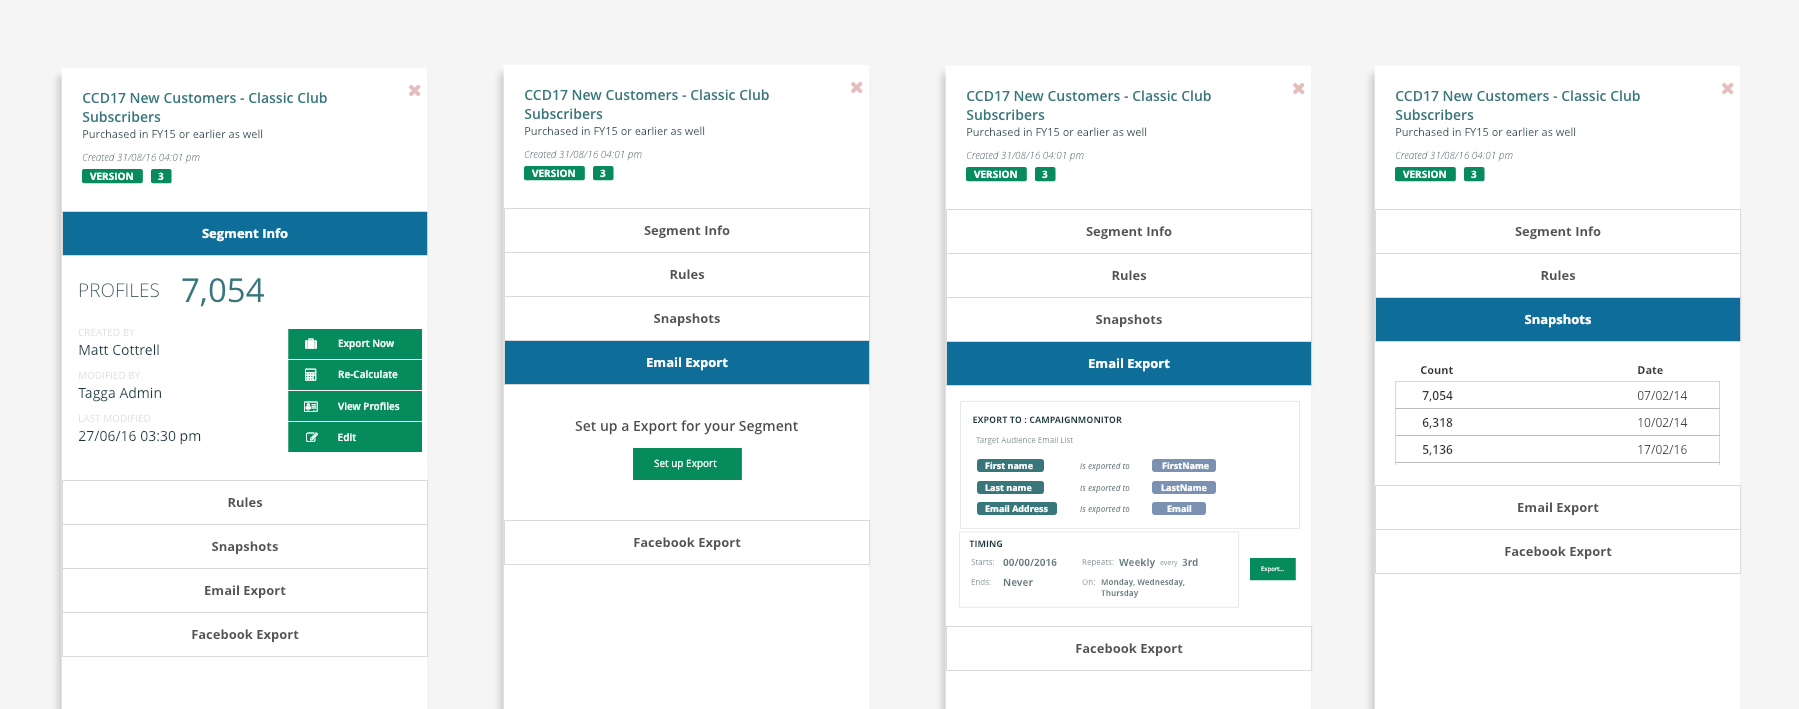 CCD17 New Customers - Classic Club
Subscribers
Purchased in FY15 or earlier as well
Created 31/08/16 04:01 pm
VERSION 3
Segment Info
PROFILES 7,054
CREATED BY
Matt Cottrell
MODIFIED BY
Tagga Admin
LAST MODIFIED
27/06/16 03:30 pm
Export Now
Re-Calculate
View Profiles
Edit
Rules
Snapshots
Email Export
Facebook Export
CCD17 New Customers - Classic Club
Subscribers
Purchased in FY15 or earlier as well
Created 31/08/16 04:01 pm
VERSION 3
Segment Info
Rules
Snapshots
Email Export
Set up a Export for your Segment
Set up Export
Facebook Export
CCD17 New Customers - Classic Club
Subscribers
Purchased in FY15 or earlier as well
Created 31/08/16 04:01 pm
VERSION 3
Segment Info
Rules
Snapshots
Email Export
EXPORT TO : CAMPAIGNMONITOR
Target Audience Email List
First name is exported to FirstName
Last name is exported to LastName
Email Address is exported to Email
TIMING
Starts: 00/00/2016 Repeats: Weekly every 3rd
Ends: Never On: Monday, Wednesday,
Thursday
Export...
Facebook Export
CCD17 New Customers - Classic Club
Subscribers
Purchased in FY15 or earlier as well
Created 31/08/16 04:01 pm
VERSION 3
Segment Info
Rules
Snapshots
Count Date
7,054 07/02/14
6,318 10/02/14
5,136 17/02/16
Email Export
Facebook Export